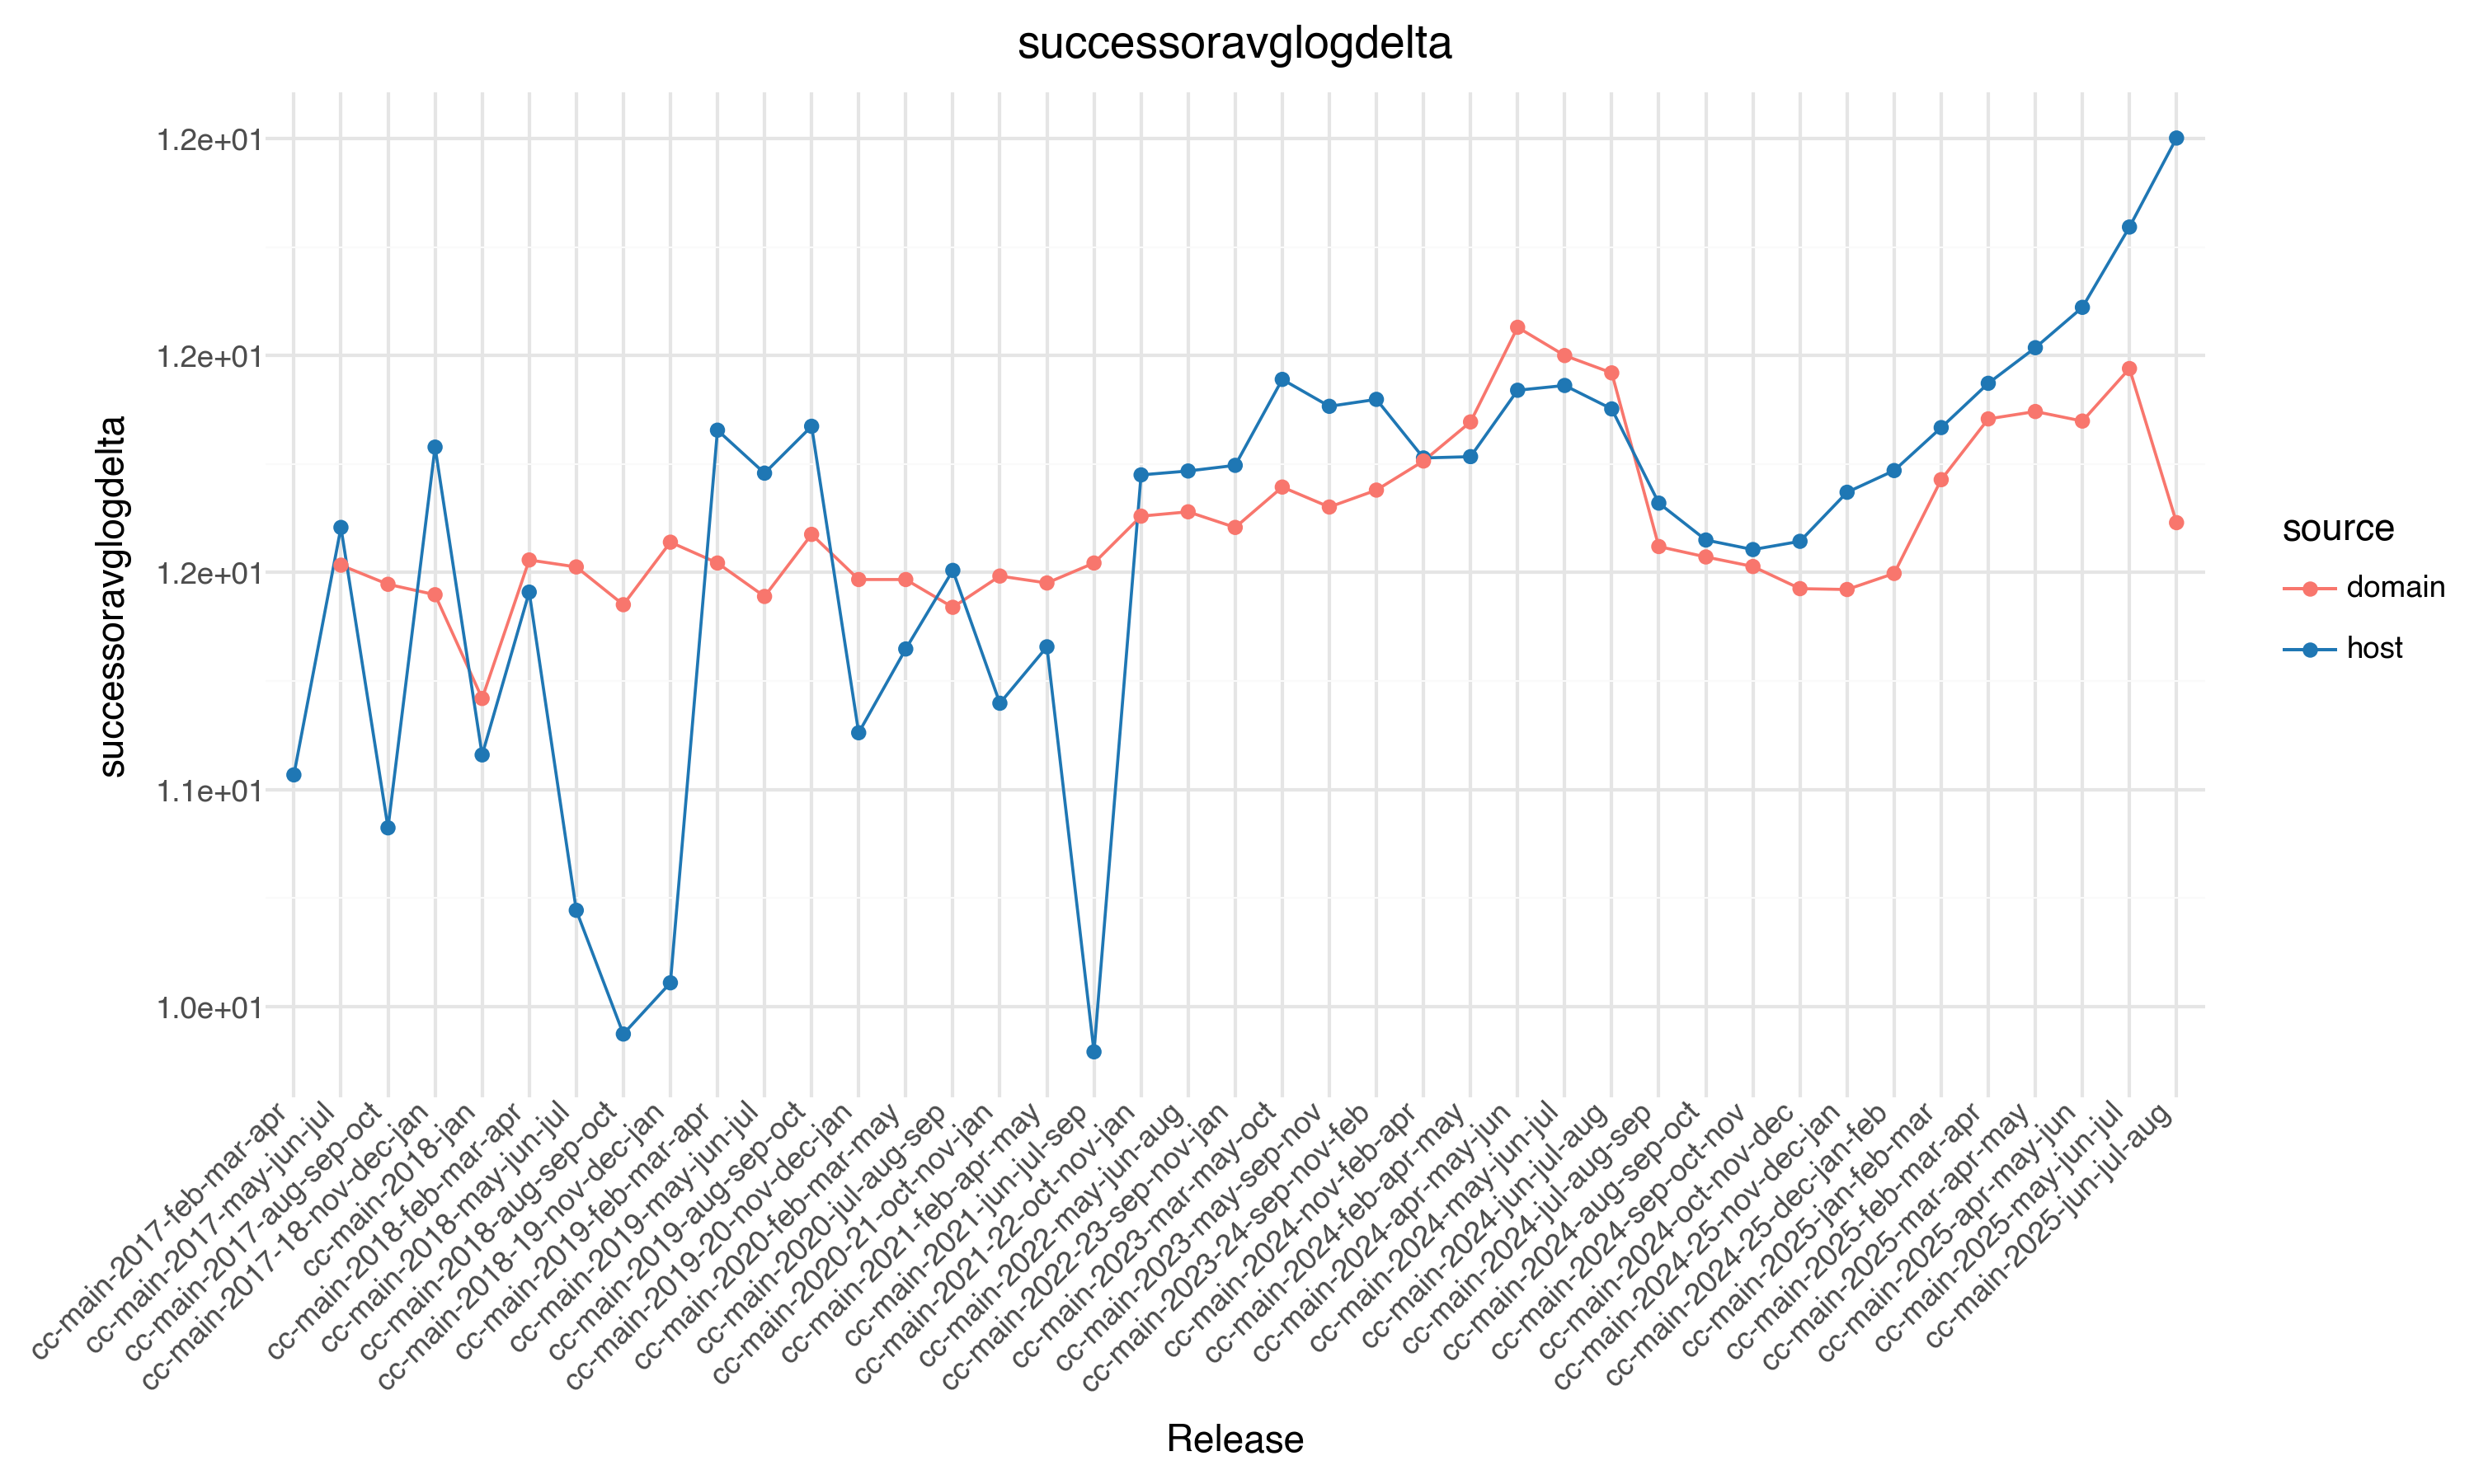 successoravglogdelta
1.2e+01
1.2e+01
1.2e+01
1.1e+01
1.0e+01
successoravglogdelta
source
domain
host
cc-main-2017-feb-mar-apr
cc-main-2017-may-jun-jul
cc-main-2017-aug-sep-oct
cc-main-2017-18-nov-dec-jan
cc-main-2018-jan
cc-main-2018-feb-mar-apr
cc-main-2018-may-jun-jul
cc-main-2018-aug-sep-oct
cc-main-2018-19-nov-dec-jan
cc-main-2019-feb-mar-apr
cc-main-2019-may-jun-jul
cc-main-2019-aug-sep-oct
cc-main-2019-20-nov-dec-jan
cc-main-2020-feb-mar-may
cc-main-2020-jul-aug-sep
cc-main-2020-21-oct-nov-jan
cc-main-2021-feb-apr-may
cc-main-2021-jun-jul-sep
cc-main-2021-22-oct-nov-jan
cc-main-2022-may-jun-aug
cc-main-2022-23-sep-nov-jan
cc-main-2023-mar-may-oct
cc-main-2023-may-sep-nov
cc-main-2023-24-sep-nov-feb
cc-main-2024-nov-feb-apr
cc-main-2024-feb-apr-may
cc-main-2024-apr-may-jun
cc-main-2024-may-jun-jul
cc-main-2024-jun-jul-aug
cc-main-2024-jul-aug-sep
cc-main-2024-aug-sep-oct
cc-main-2024-sep-oct-nov
cc-main-2024-oct-nov-dec
cc-main-2024-25-nov-dec-jan
cc-main-2024-25-dec-jan-feb
cc-main-2025-jan-feb-mar
cc-main-2025-feb-mar-apr
cc-main-2025-mar-apr-may
cc-main-2025-apr-may-jun
cc-main-2025-may-jun-jul
cc-main-2025-jun-jul-aug
Release